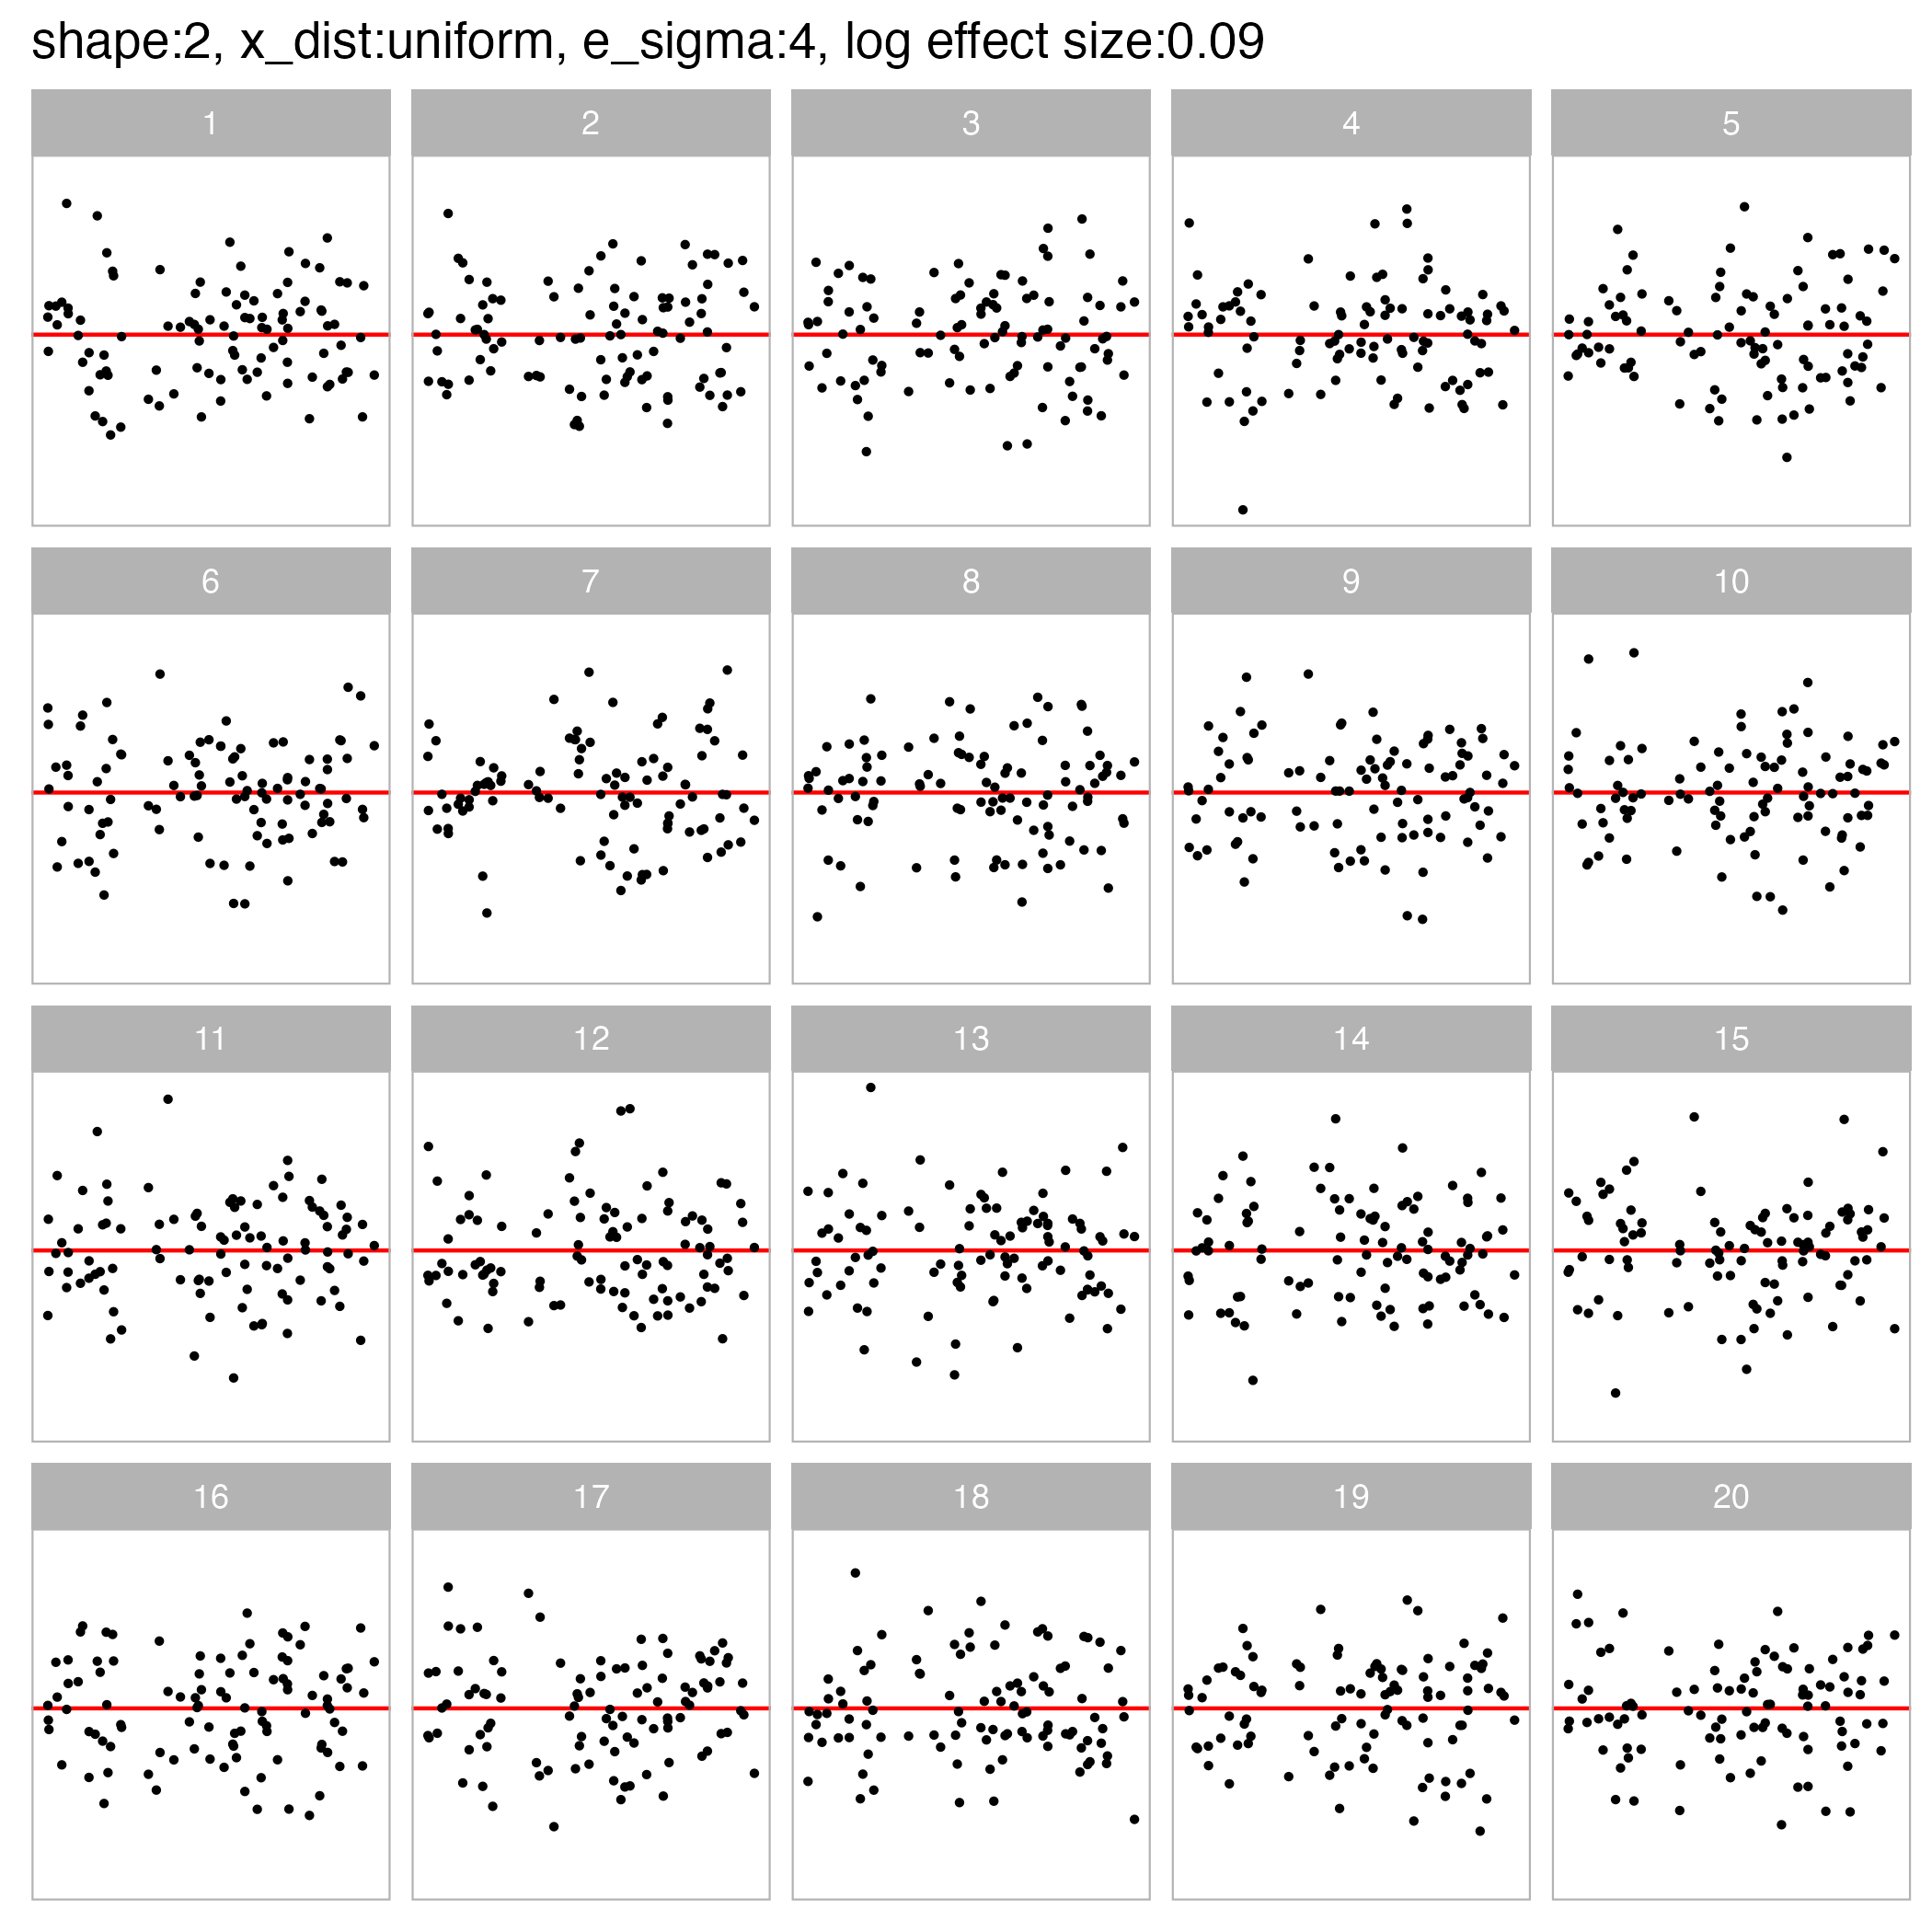 shape:2, x_dist:uniform, e_sigma:4, log effect size:0.09
1 2 3 4 5
6 7 8 9 10
11 12 13 14 15
16 17 18 19 20